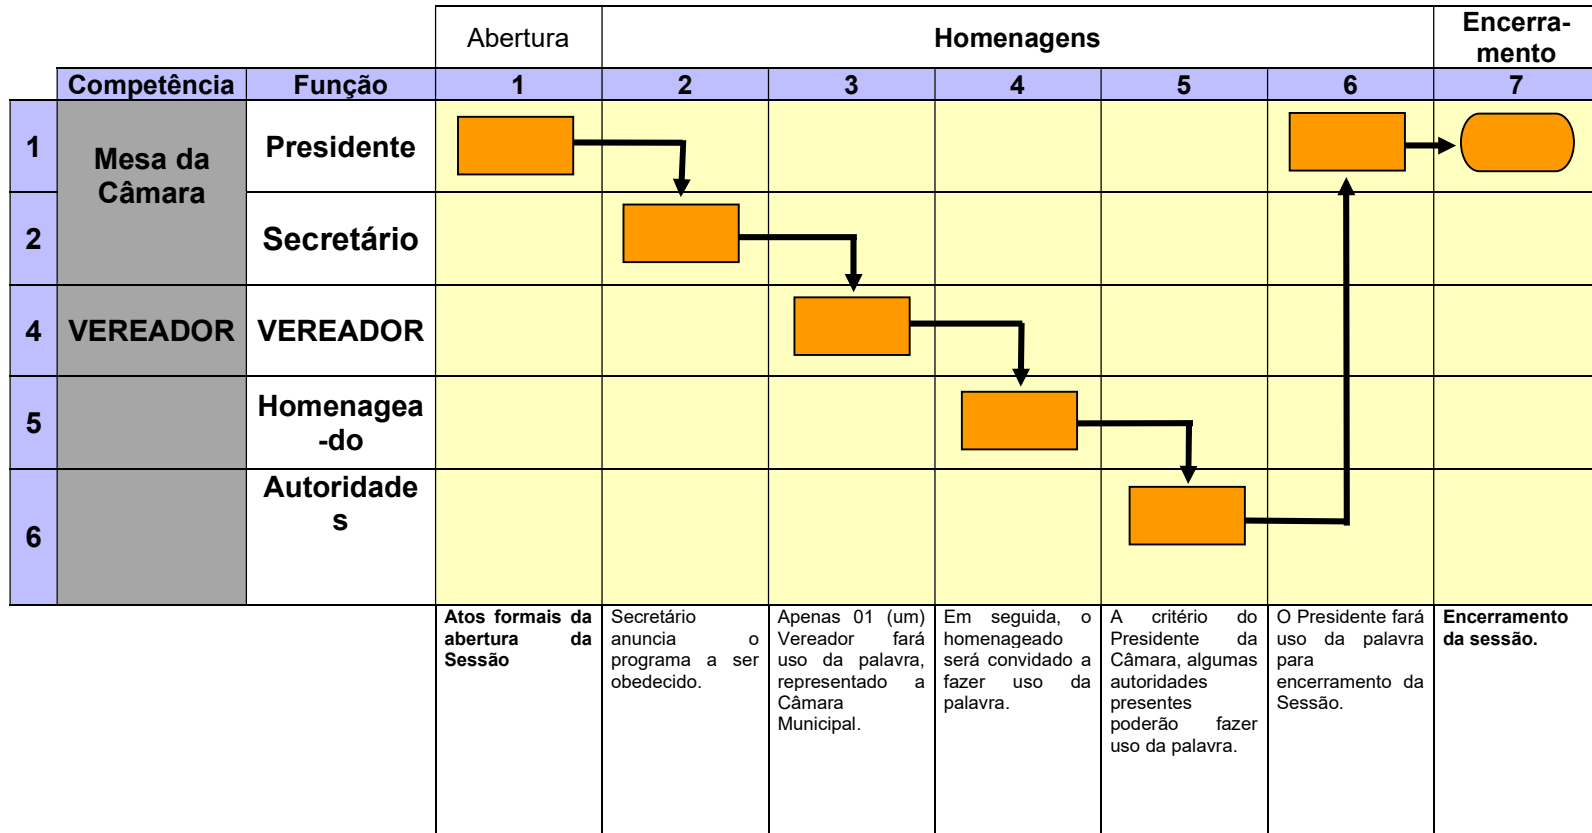 Abertura
Homenagens
Encerra-
mento
Competência
Função
1
2
3
4
5
6
7
1
Mesa da
Câmara
Presidente
2
Secretário
4
VEREADOR
VEREADOR
5
Homenagea
-do
6
Autoridade
s
Atos formais da
abertura da
Sessão
Secretário
anuncia o
programa a ser
obedecido.
Apenas 01 (um)
Vereador fará
uso da palavra,
representado a
Câmara
Municipal.
Em seguida, o
homenageado
será convidado a
fazer uso da
palavra.
A critério do
Presidente da
Câmara, algumas
autoridades
presentes
poderão fazer
uso da palavra.
O Presidente fará
uso da palavra
para
encerramento da
Sessão.
Encerramento
da sessão.